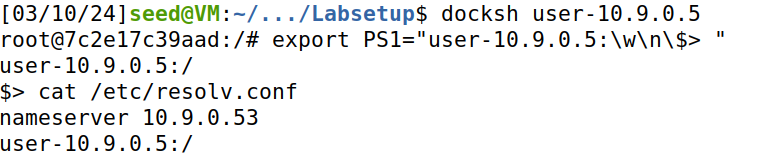 [03/10/24]seed@VM:~/.../Labsetup$ docksh user-10.9.0.5
root@7c2e17c39aad:/# export PS1="user-10.9.0.5:\w\n\$> "
user-10.9.0.5:/
$> cat /etc/resolv.conf
nameserver 10.9.0.53
user-10.9.0.5:/